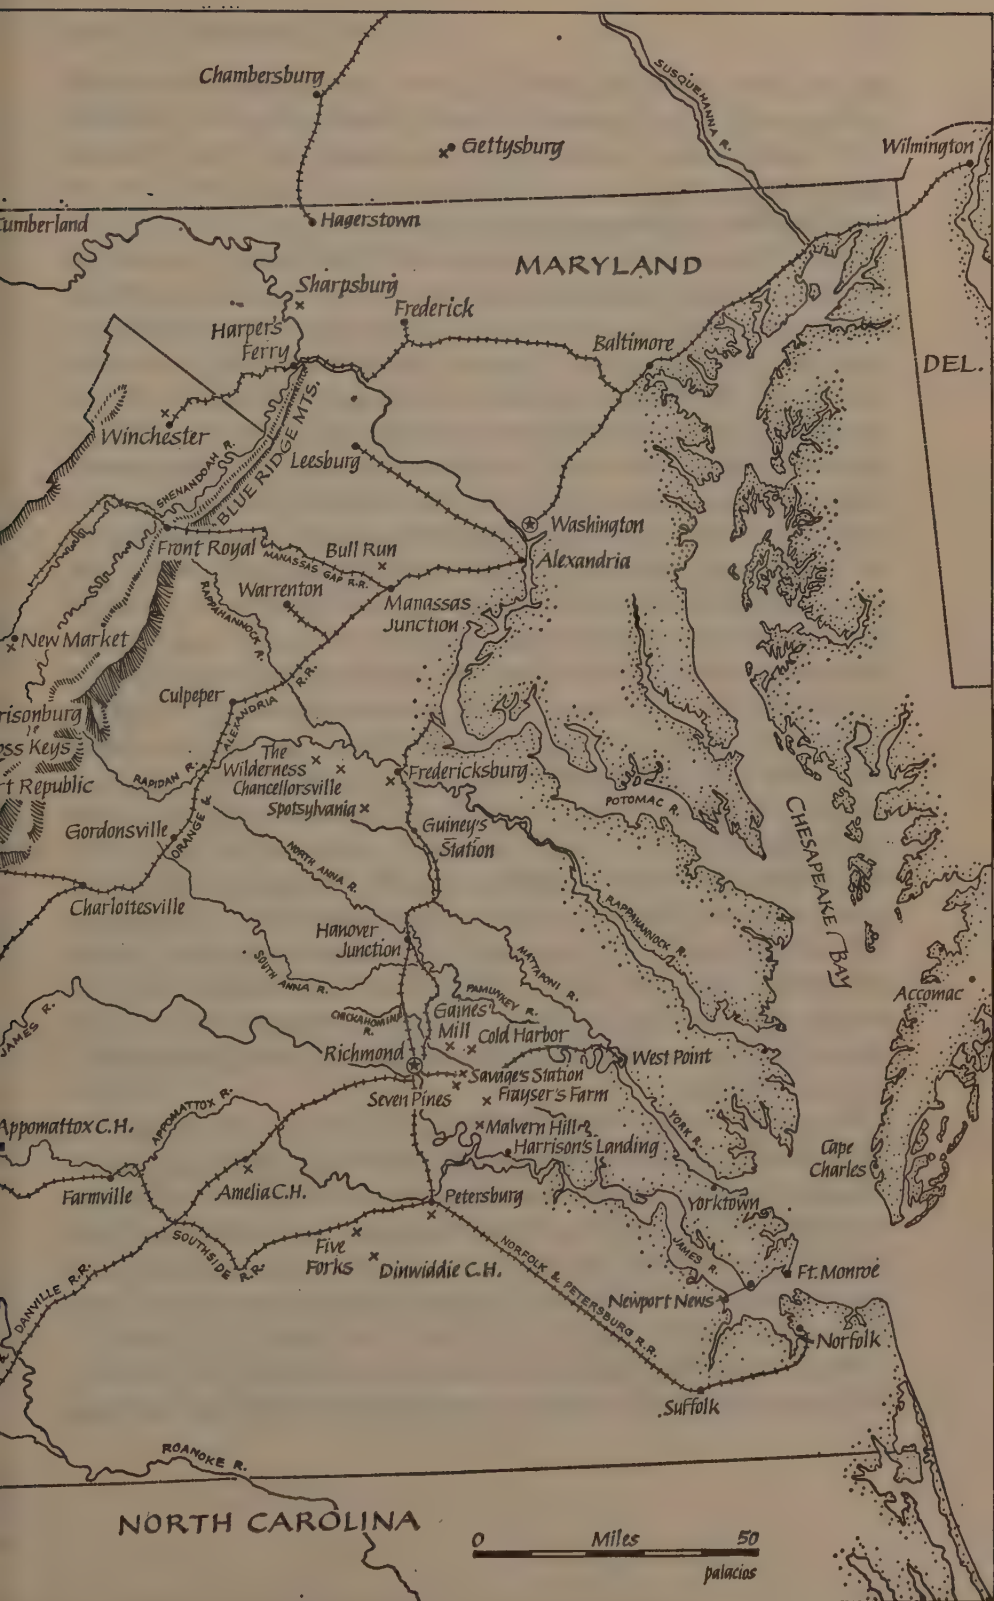 Chambersburg
SUSQUEHANNA R.
Gettysburg
Wilmington
Hagerstown
Cumberland
MARYLAND
Sharpsburg
Frederick
Harper's
Ferry
Baltimore
DEL.
Winchester
SHENANDOAH R.
BLUE RIDGE MTS.
Leesburg
Washington
Front Royal
MANASSAS GAP R.R.
Bull Run
Alexandria
Warrenton
Manassas
Junction
RAPPAHANNOCK R.
New Market
Culpeper
ORANGE & ALEXANDRIA R.R.
risonburg
oss Keys
rt Republic
RAPIDAN R.
The
Wilderness
Chancellorsville
Fredericksburg
Spotsylvania
POTOMAC R.
Gordonsville
Guiney's
Station
CHESAPEAKE BAY
NORTH ANNA R.
Charlottesville
RAPPAHANNOCK R.
Hanover
Junction
MATTAPONI R.
SOUTH ANNA R.
PAMUNKEY R.
Accomac
JAMES R.
CHICKAHOMINY
R.
Gaines'
Mill
Cold Harbor
Richmond
West Point
Savage's Station
Seven Pines
Frayser's Farm
APPOMATTOX R.
Appomattox C.H.
Malvern Hill
YORK R.
Harrison's Landing
Cape
Charles
Farmville
Amelia C.H.
Petersburg
Yorktown
SOUTHSIDE R.R.
Five
Forks
Dinwiddie C.H.
NORFOLK & PETERSBURG R.R.
JAMES R.
Ft. Monroe
Newport News
& DANVILLE R.R.
Norfolk
Suffolk
ROANOKE R.
NORTH CAROLINA
0 Miles 50
palacios